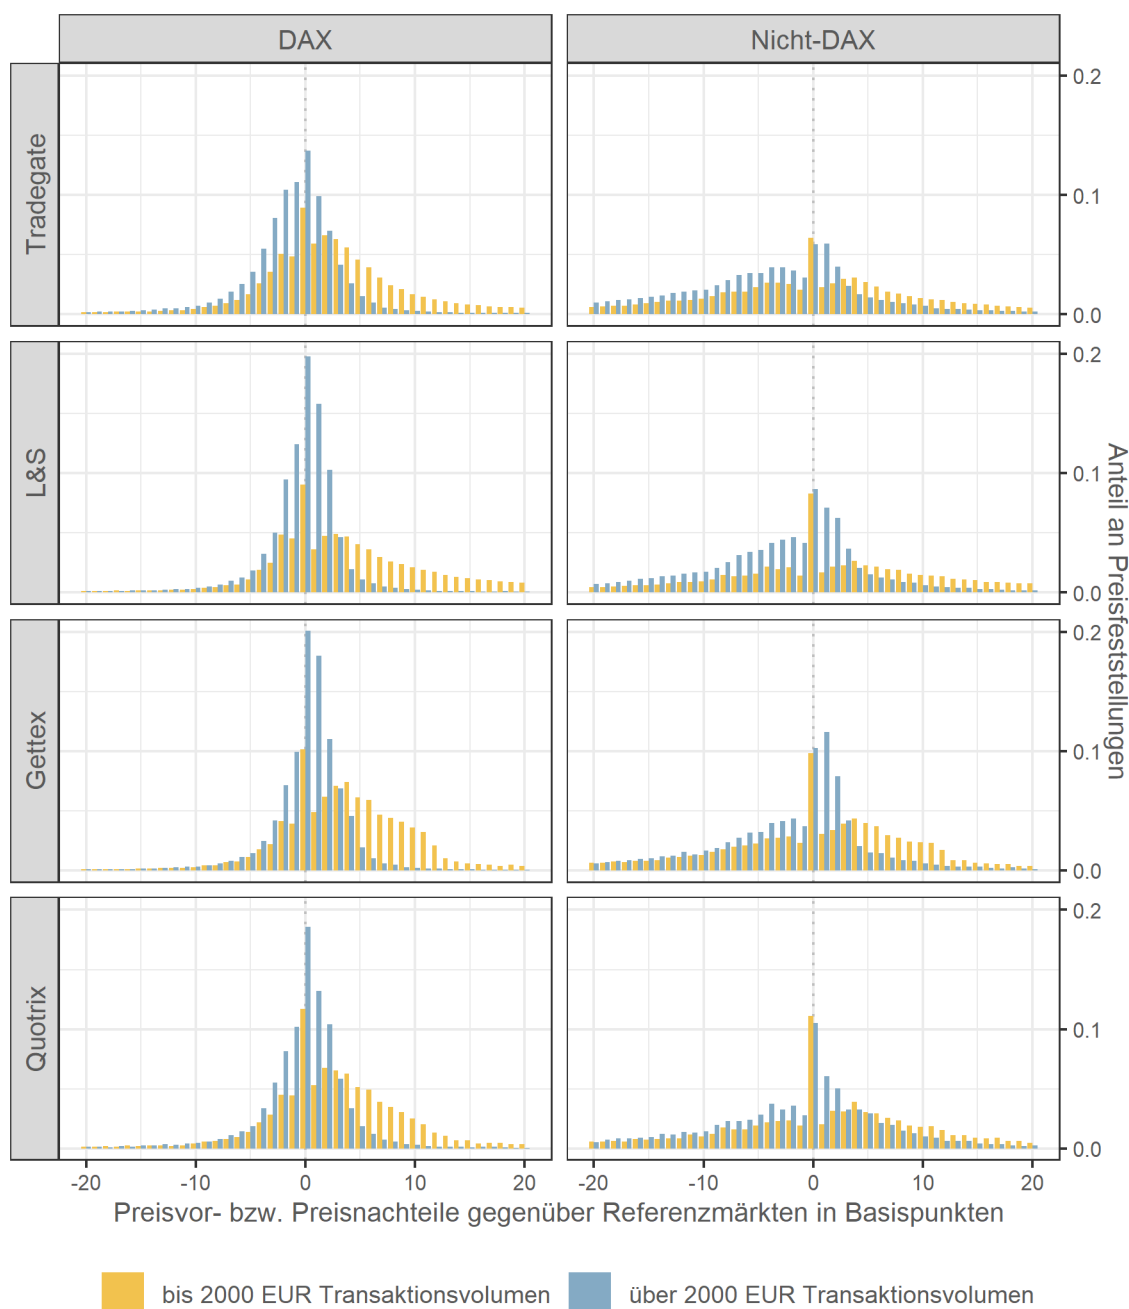 DAX
Nicht-DAX
Tradegate
0.2
0.1
0.0
L&S
0.2
0.1
0.0
Gettex
0.2
0.1
0.0
Quotrix
0.2
0.1
0.0
Anteil an Preisfeststellungen
-20 -10 0 10 20
-20 -10 0 10 20
Preisvor- bzw. Preisnachteile gegenüber Referenzmärkten in Basispunkten
bis 2000 EUR Transaktionsvolumen
über 2000 EUR Transaktionsvolumen